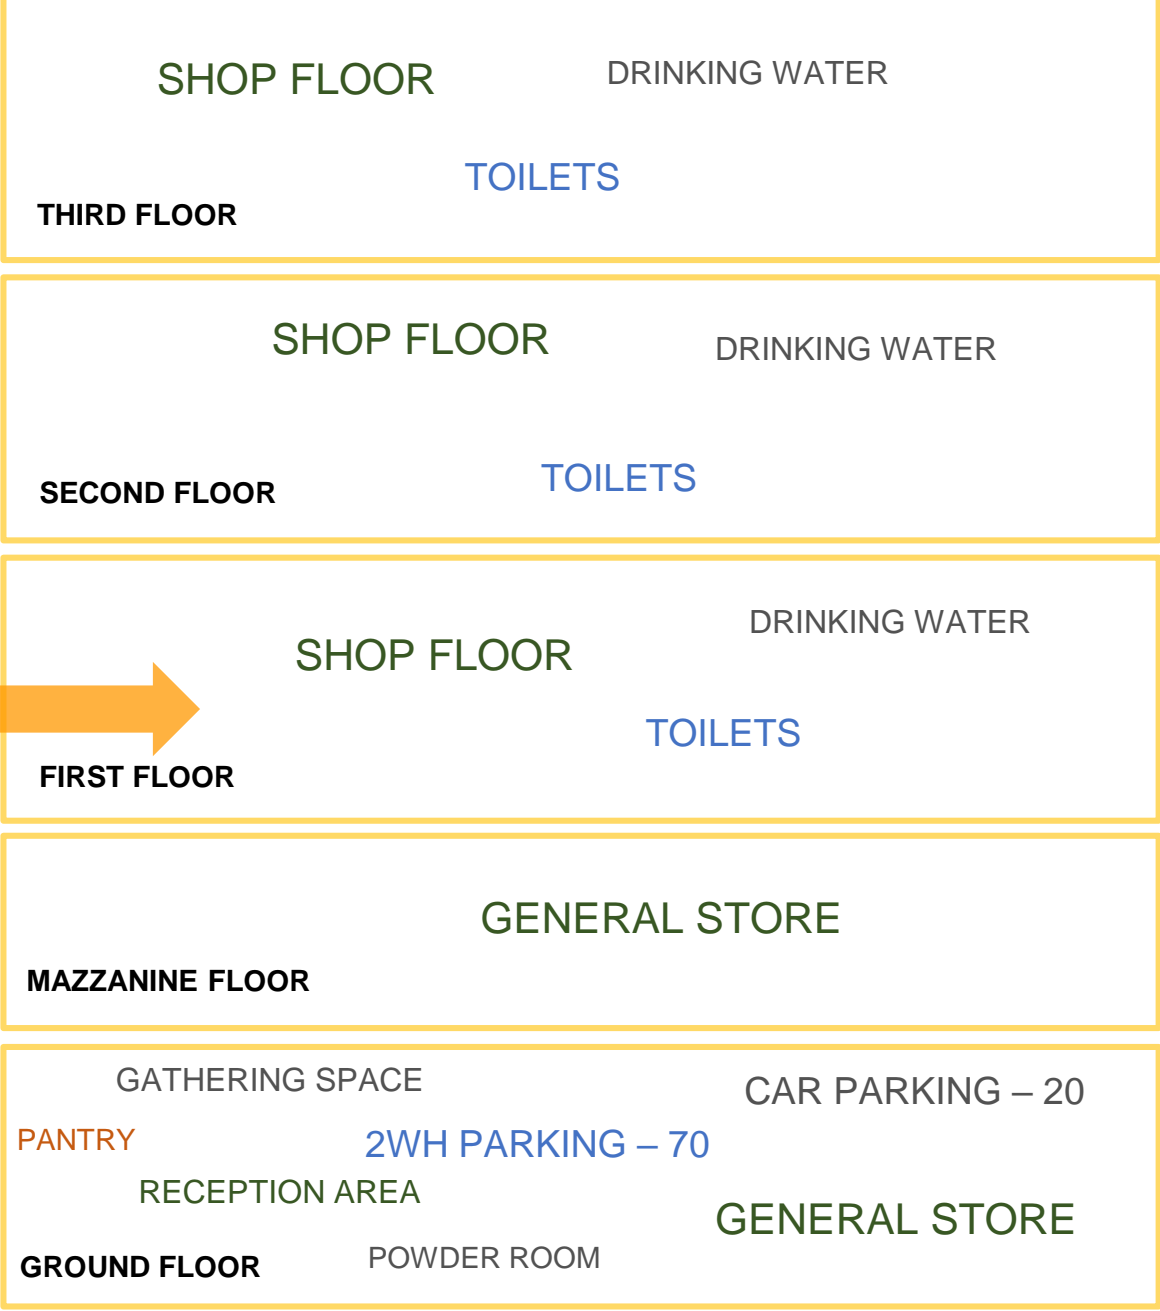 SHOP FLOOR
DRINKING WATER
TOILETS
THIRD FLOOR
SHOP FLOOR
DRINKING WATER
TOILETS
SECOND FLOOR
DRINKING WATER
SHOP FLOOR
TOILETS
FIRST FLOOR
GENERAL STORE
MAZZANINE FLOOR
GATHERING SPACE
CAR PARKING – 20
PANTRY
2WH PARKING – 70
RECEPTION AREA
GENERAL STORE
POWDER ROOM
GROUND FLOOR